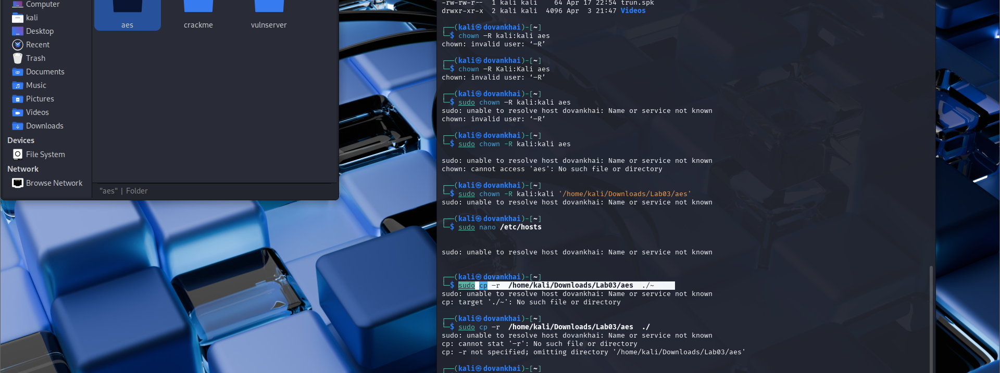 Computer
kali
Desktop
Recent
Trash
Documents
Music
Pictures
Videos
Downloads
Devices
File System
Network
Browse Network
aes
crackme
vulnserver
"aes" | Folder
-rw-rw-r-- 1 kali kali 64 Apr 17 22:54 trun.spk
drwxr-xr-x 2 kali kali 4096 Apr 3 21:47 Videos
┌──(kali㉿dovankhai)-[~]
└─$ chown –R kali:kali aes
chown: invalid user: ‘–R’
┌──(kali㉿dovankhai)-[~]
└─$ chown –R Kali:Kali aes
chown: invalid user: ‘–R’
┌──(kali㉿dovankhai)-[~]
└─$ sudo chown –R kali:kali aes
sudo: unable to resolve host dovankhai: Name or service not known
chown: invalid user: ‘–R’
┌──(kali㉿dovankhai)-[~]
└─$ sudo chown -R kali:kali aes
sudo: unable to resolve host dovankhai: Name or service not known
chown: cannot access 'aes': No such file or directory
┌──(kali㉿dovankhai)-[~]
└─$ sudo chown -R kali:kali '/home/kali/Downloads/Lab03/aes'
sudo: unable to resolve host dovankhai: Name or service not known
┌──(kali㉿dovankhai)-[~]
└─$ sudo nano /etc/hosts
sudo: unable to resolve host dovankhai: Name or service not known
┌──(kali㉿dovankhai)-[~]
└─$ sudo cp –r /home/kali/Downloads/Lab03/aes ./~
sudo: unable to resolve host dovankhai: Name or service not known
cp: target './~': No such file or directory
┌──(kali㉿dovankhai)-[~]
└─$ sudo cp –r /home/kali/Downloads/Lab03/aes ./
sudo: unable to resolve host dovankhai: Name or service not known
cp: cannot stat '–r': No such file or directory
cp: -r not specified; omitting directory '/home/kali/Downloads/Lab03/aes'
┌──(kali㉿dovankhai)-[~]